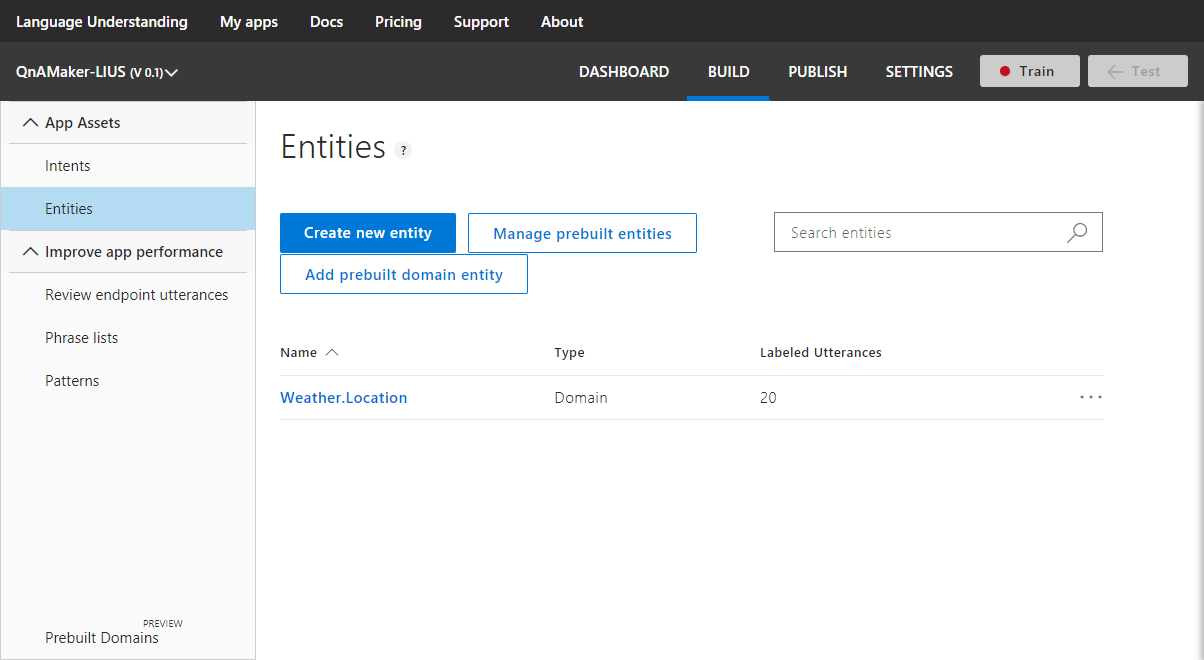 Language Understanding My apps Docs Pricing Support About
QnAMaker-LIUS (V 0.1) DASHBOARD BUILD PUBLISH SETTINGS Train Test
App Assets
Intents
Entities
Improve app performance
Review endpoint utterances
Phrase lists
Patterns
PREVIEW
Prebuilt Domains
Entities ?
Create new entity Manage prebuilt entities Search entities
Add prebuilt domain entity
Name Type Labeled Utterances
Weather.Location Domain 20